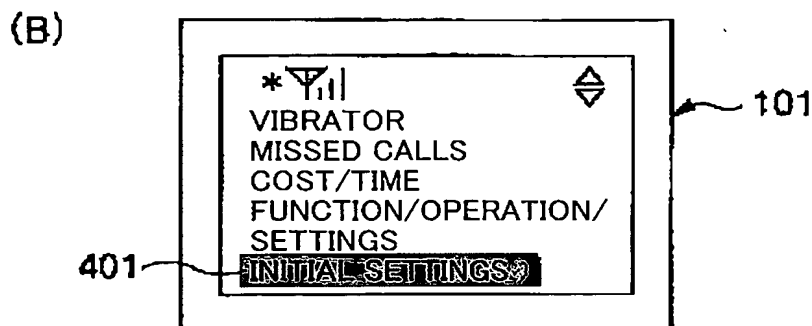 (B)
101
VIBRATOR
MISSED CALLS
COST/TIME
FUNCTION/OPERATION/
SETTINGS
401
INITIAL SETTINGS